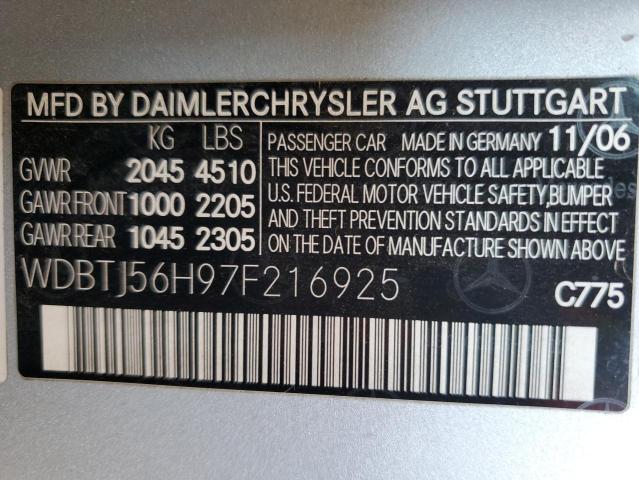 MFD BY DAIMLERCHRYSLER AG STUTTGART
KG LBS
GVWR 2045 4510
GAWR FRONT 1000 2205
GAWR REAR 1045 2305
PASSENGER CAR MADE IN GERMANY 11/06
THIS VEHICLE CONFORMS TO ALL APPLICABLE
U.S. FEDERAL MOTOR VEHICLE SAFETY,BUMPER
AND THEFT PREVENTION STANDARDS IN EFFECT
ON THE DATE OF MANUFACTURE SHOWN ABOVE
WDBTJ56H97F216925
C775